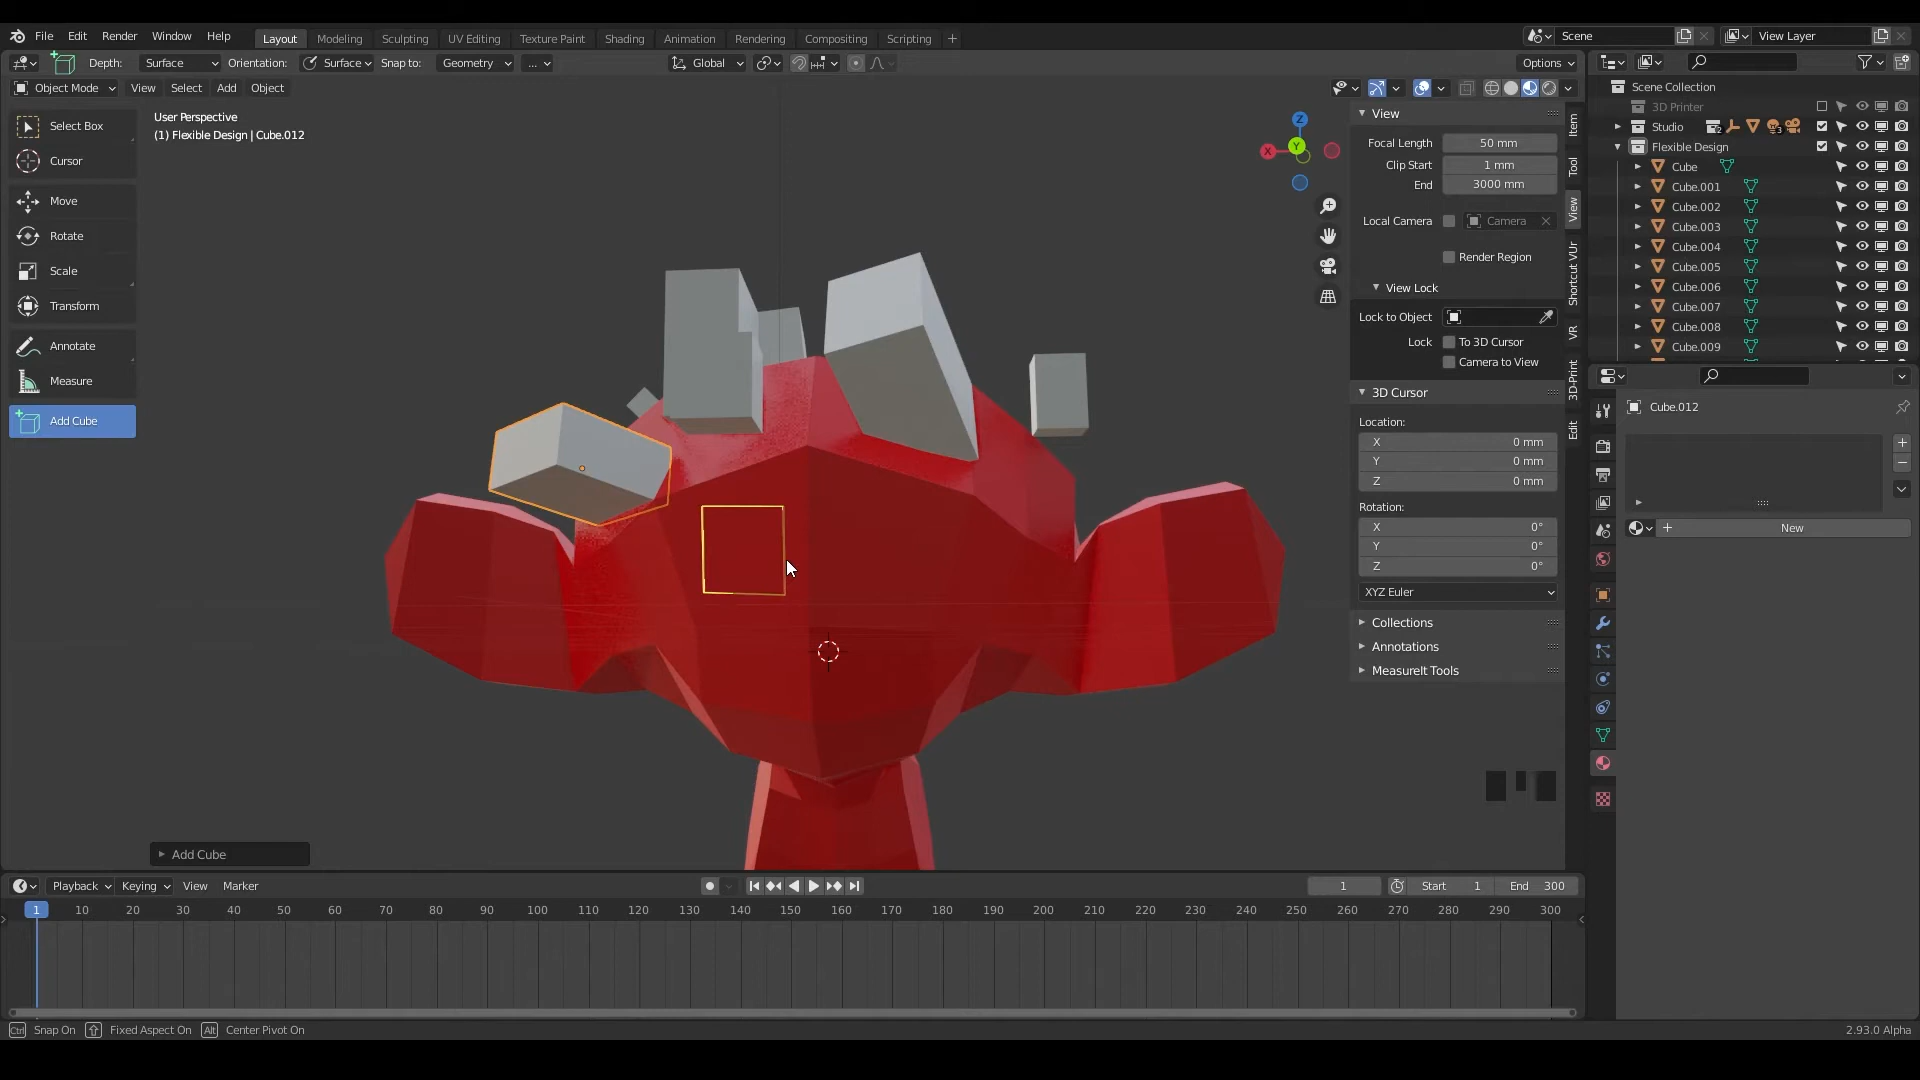 File Edit Render Window Help Layout Modeling Sculpting UV Editing Texture Paint Shading Animation Rendering Compositing Scripting + Scene View Layer
Depth: Surface Orientation: Surface Snap to: Geometry ... Global Options
Object Mode View Select Add Object
User Perspective
(1) Flexible Design | Cube.012
Select Box
Cursor
Move
Rotate
Scale
Transform
Annotate
Measure
Add Cube
Z
X
Y
View
Focal Length 50 mm
Clip Start 1 mm
End 3000 mm
Local Camera Camera
Render Region
View Lock
Lock to Object
Lock To 3D Cursor
Camera to View
3D Cursor
Location:
X 0 mm
Y 0 mm
Z 0 mm
Rotation:
X 0°
Y 0°
Z 0°
XYZ Euler
Collections
Annotations
MeasureIt Tools
Item
Tool
View
Shortcut VUr
VR
3D-Print
Edit
Scene Collection
3D Printer
Studio 2 3
Flexible Design
Cube
Cube.001
Cube.002
Cube.003
Cube.004
Cube.005
Cube.006
Cube.007
Cube.008
Cube.009
Cube.012
New
Add Cube
Playback Keying View Marker 1 Start 1 End 300
1 10 20 30 40 50 60 70 80 90 100 110 120 130 140 150 160 170 180 190 200 210 220 230 240 250 260 270 280 290 300
Ctrl Snap On Fixed Aspect On Alt Center Pivot On 2.93.0 Alpha